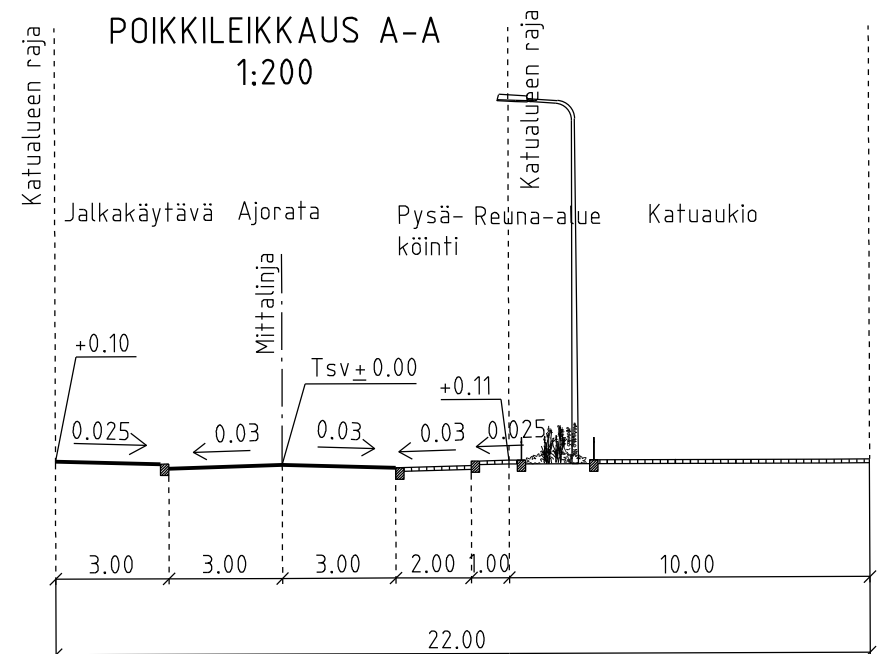 POIKKILEIKKAUS A-A
1:200
Katualueen raja
Katualueen raja
Jalkakäytävä
Ajorata
Pysä-
köinti
Reuna-alue
Katuaukio
Mittalinja
+0.10
Tsv±0.00
+0.11
0.025
0.03
0.03
0.03
0.025
3.00
3.00
3.00
2.00
1.00
10.00
22.00